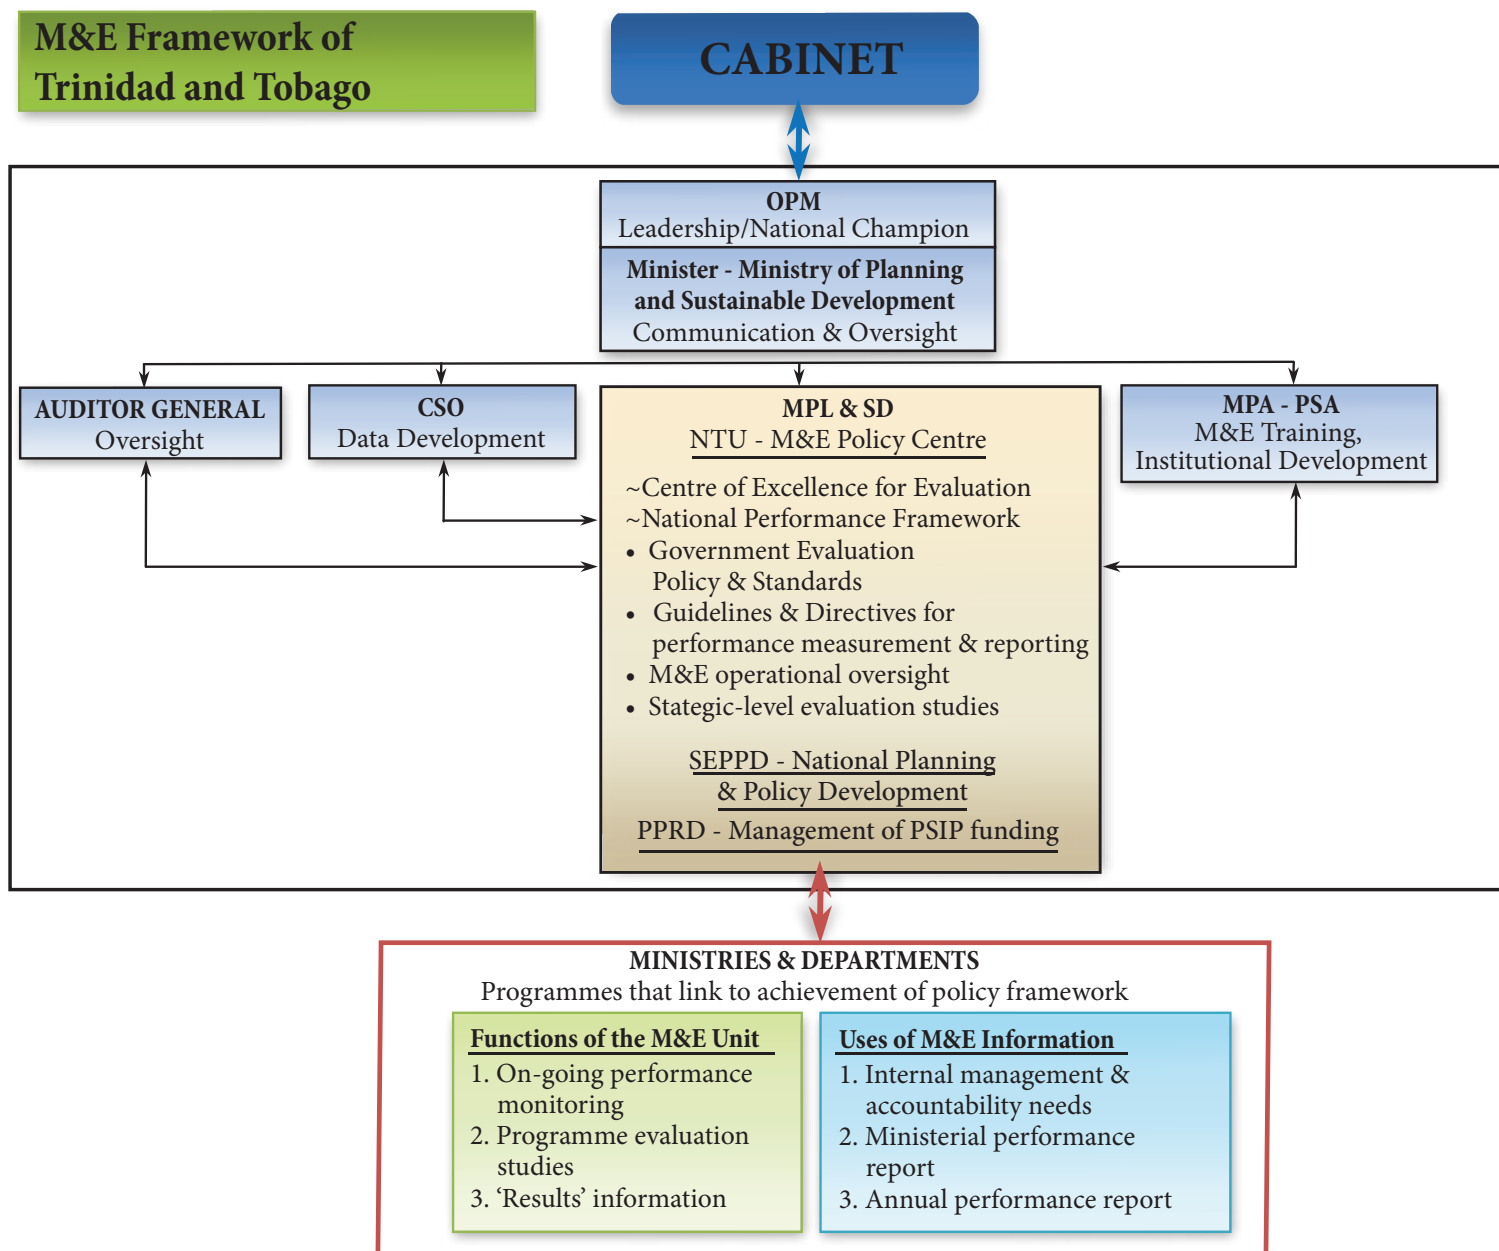 M&E Framework of
Trinidad and Tobago
CABINET
OPM
Leadership/National Champion
Minister - Ministry of Planning
and Sustainable Development
Communication & Oversight
AUDITOR GENERAL
Oversight
CSO
Data Development
MPL & SD
NTU - M&E Policy Centre
~Centre of Excellence for Evaluation
~National Performance Framework
• Government Evaluation
Policy & Standards
• Guidelines & Directives for
performance measurement & reporting
• M&E operational oversight
• Stategic-level evaluation studies
SEPPD - National Planning
& Policy Development
PPRD - Management of PSIP funding
MPA - PSA
M&E Training,
Institutional Development
MINISTRIES & DEPARTMENTS
Programmes that link to achievement of policy framework
Functions of the M&E Unit
1. On-going performance
monitoring
2. Programme evaluation
studies
3. ‘Results’ information
Uses of M&E Information
1. Internal management &
accountability needs
2. Ministerial performance
report
3. Annual performance report